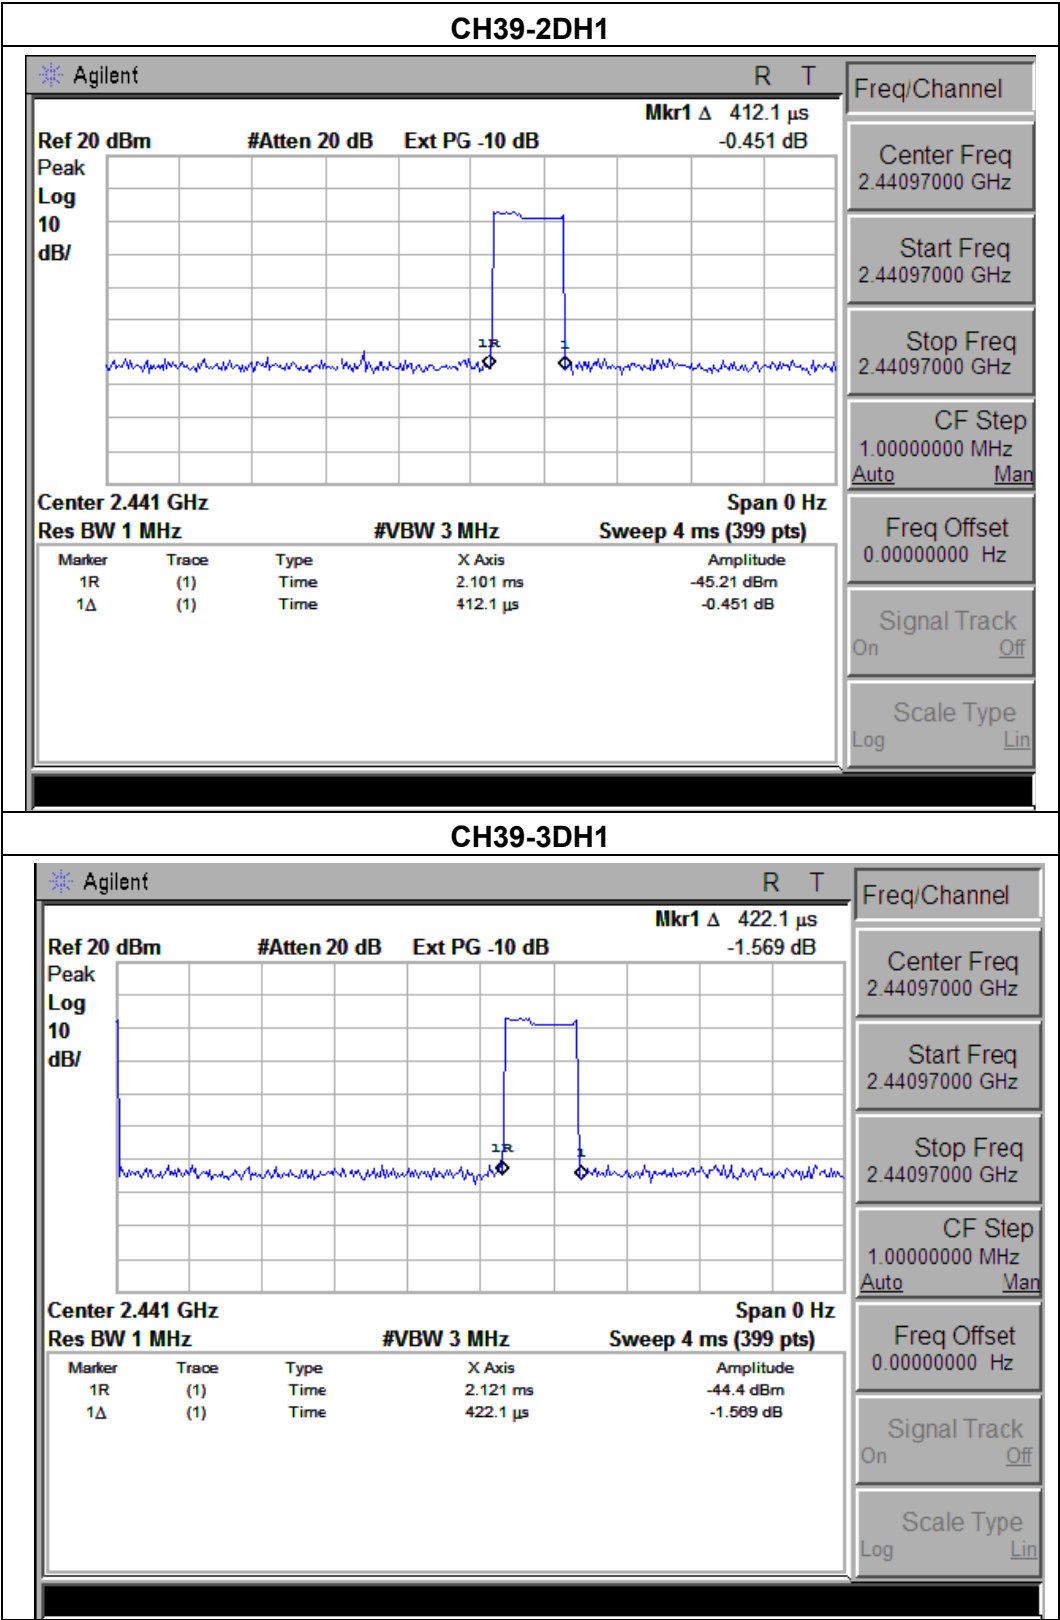 CH39-2DH1
Agilent R T
Freq/Channel
Mkr1 Δ 412.1 µs
Ref 20 dBm #Atten 20 dB Ext PG -10 dB -0.451 dB
Peak
Log
10
dB/
1R 1
Center Freq
2.44097000 GHz
Start Freq
2.44097000 GHz
Stop Freq
2.44097000 GHz
CF Step
1.00000000 MHz
Auto Man
Freq Offset
0.00000000 Hz
Signal Track
On Off
Scale Type
Log Lin
Center 2.441 GHz Span 0 Hz
Res BW 1 MHz #VBW 3 MHz Sweep 4 ms (399 pts)
Marker Trace Type X Axis Amplitude
1R (1) Time 2.101 ms -45.21 dBm
1Δ (1) Time 412.1 µs -0.451 dB
CH39-3DH1
Agilent R T
Freq/Channel
Mkr1 Δ 422.1 µs
Ref 20 dBm #Atten 20 dB Ext PG -10 dB -1.569 dB
Peak
Log
10
dB/
1R 1
Center Freq
2.44097000 GHz
Start Freq
2.44097000 GHz
Stop Freq
2.44097000 GHz
CF Step
1.00000000 MHz
Auto Man
Freq Offset
0.00000000 Hz
Signal Track
On Off
Scale Type
Log Lin
Center 2.441 GHz Span 0 Hz
Res BW 1 MHz #VBW 3 MHz Sweep 4 ms (399 pts)
Marker Trace Type X Axis Amplitude
1R (1) Time 2.121 ms -44.4 dBm
1Δ (1) Time 422.1 µs -1.569 dB